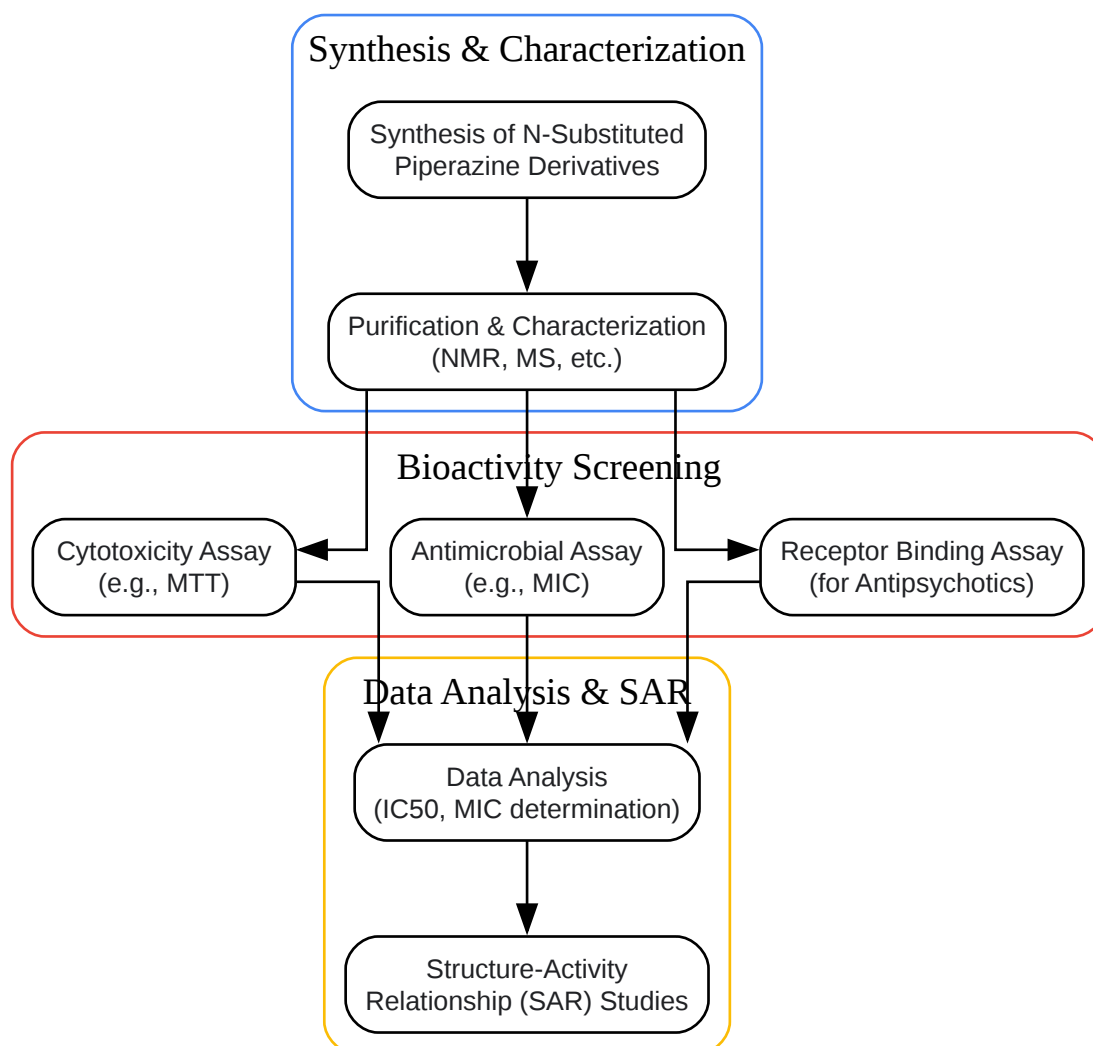 Synthesis & Characterization
Synthesis of N-Substituted
Piperazine Derivatives
Purification & Characterization
(NMR, MS, etc.)
Bioactivity Screening
Cytotoxicity Assay
(e.g., MTT)
Antimicrobial Assay
(e.g., MIC)
Receptor Binding Assay
(for Antipsychotics)
Data Analysis & SAR
Data Analysis
(IC50, MIC determination)
Structure-Activity
Relationship (SAR) Studies